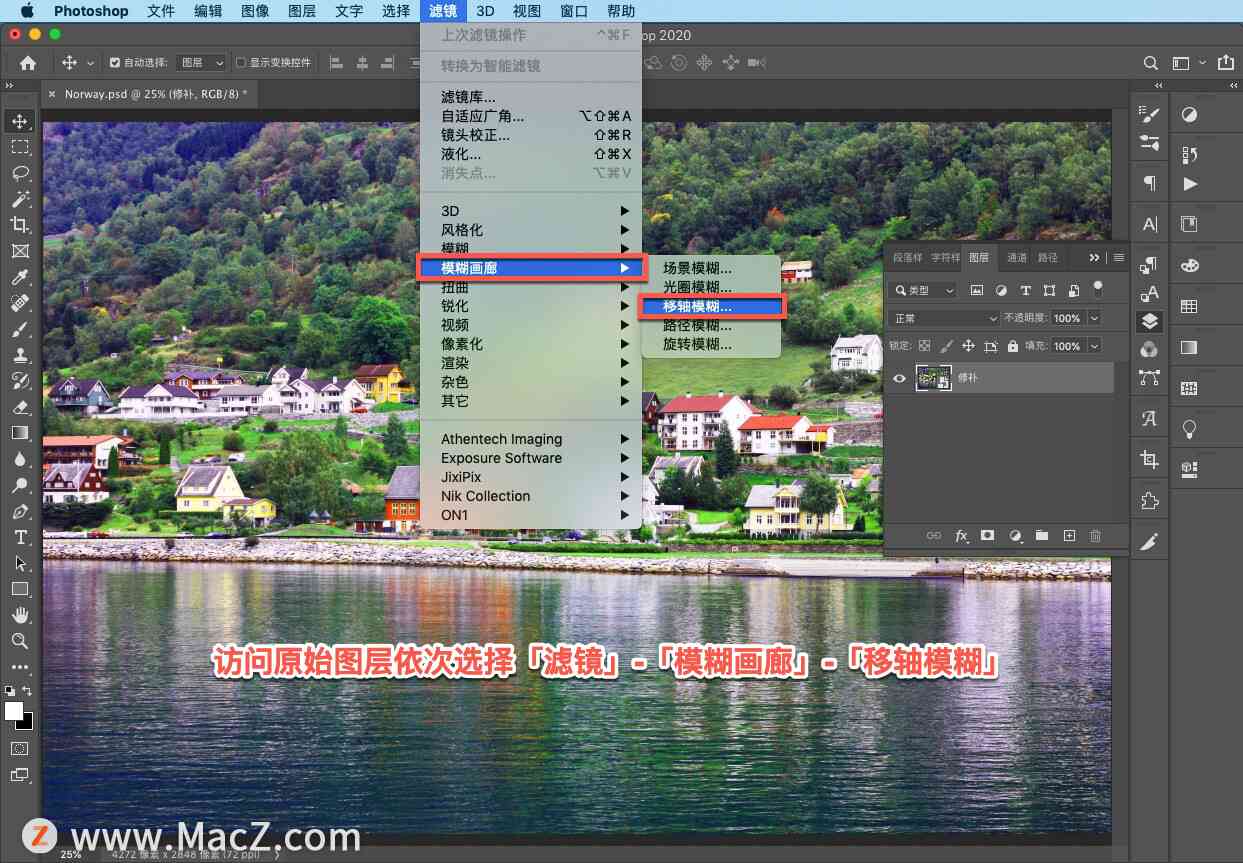 Photoshop 文件 编辑 图像 图层 文字 选择 滤镜 3D 视图 窗口 帮助
op 2020
自动选择: 图层 显示变换控件
Norway.psd @ 25% (修补, RGB/8) *
上次滤镜操作 ^⌘F
转换为智能滤镜
滤镜库...
自适应广角... ⌥⇧⌘A
镜头校正... ⇧⌘R
液化... ⇧⌘X
消失点... ⌥⌘V
3D
风格化
模糊
模糊画廊
扭曲
锐化
视频
像素化
渲染
杂色
其它
Athentech Imaging
Exposure Software
JixiPix
Nik Collection
ON1
场景模糊...
光圈模糊...
移轴模糊...
路径模糊...
旋转模糊...
段落样 字符样 图层 通道 路径
类型
正常 不透明度: 100%
锁定: 填充: 100%
修补
访问原始图层依次选择「滤镜」-「模糊画廊」-「移轴模糊」
Z www.MacZ.com
25% 4272 像素 x 2848 像素 (72 ppi)